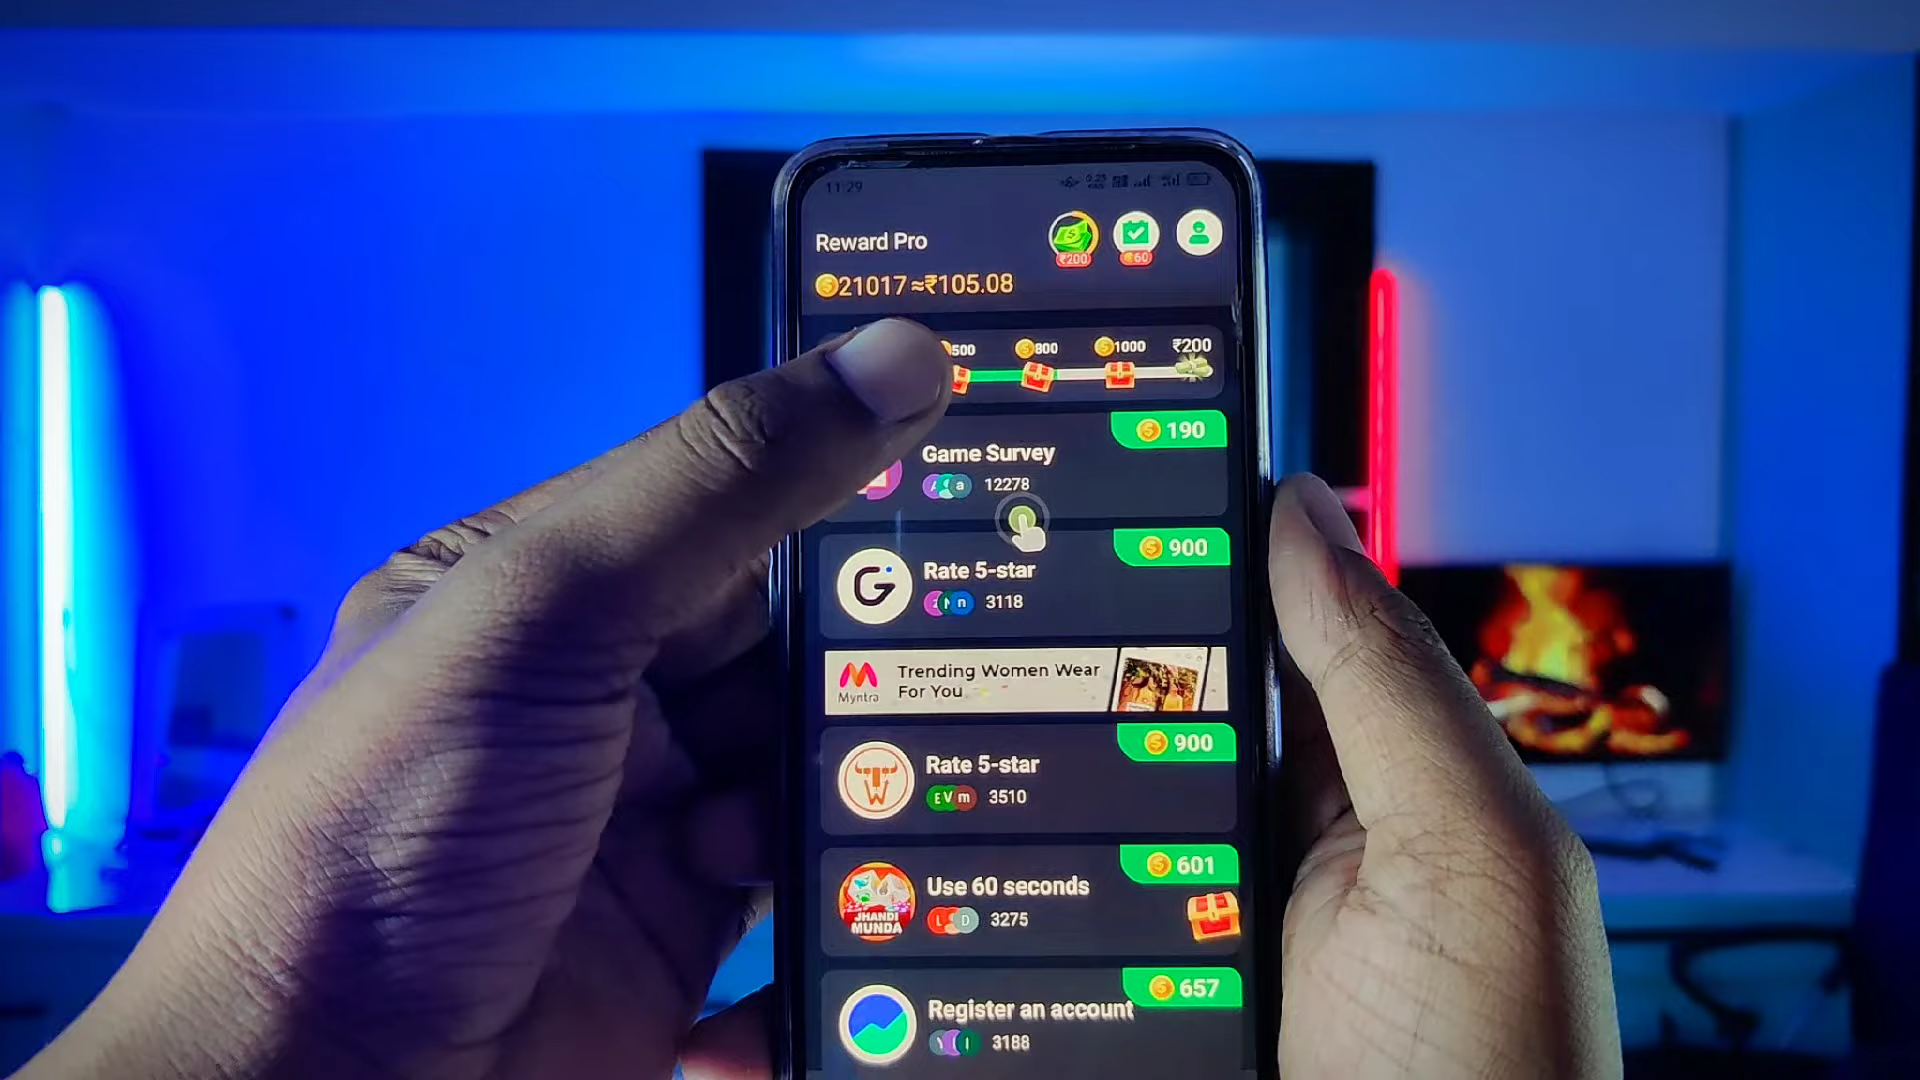 11:29
Reward Pro
₹200
60
21017≈₹105.08
500
800
1000
₹200
190
Game Survey
a
12278
900
Rate 5-star
n
3118
Myntra
Trending Women Wear
For You
900
Rate 5-star
E V m
3510
601
Use 60 seconds
JHANDI
MUNDA
L D
3275
657
Register an account
3188